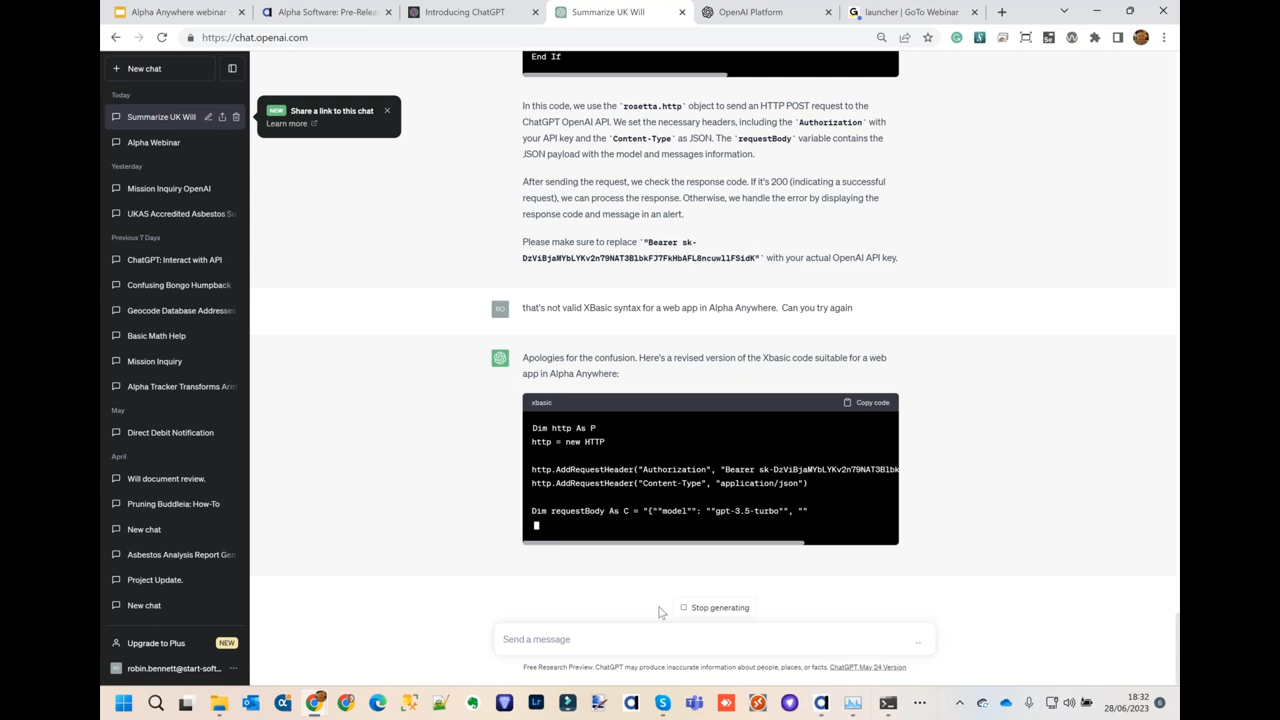 Alpha Anywhere webinar
Alpha Software: Pre-Relea
Introducing ChatGPT
Summarize UK Will
OpenAI Platform
launcher | GoTo Webinar
https://chat.openai.com
New chat
Today
Summarize UK Will
Alpha Webinar
Yesterday
Mission Inquiry OpenAI
UKAS Accredited Asbestos Su
Previous 7 Days
ChatGPT: Interact with API
Confusing Bongo Humpback
Geocode Database Addresses
Basic Math Help
Mission Inquiry
Alpha Tracker Transforms Arm
May
Direct Debit Notification
April
Will document review.
Pruning Buddleia: How-To
New chat
Asbestos Analysis Report Gen
Project Update.
New chat
Upgrade to Plus
NEW
robin.bennett@start-soft...
NEW Share a link to this chat
Learn more
End If
In this code, we use the `rosetta.http` object to send an HTTP POST request to the
ChatGPT OpenAI API. We set the necessary headers, including the `Authorization` with
your API key and the `Content-Type` as JSON. The `requestBody` variable contains the
JSON payload with the model and messages information.
After sending the request, we check the response code. If it's 200 (indicating a successful
request), we can process the response. Otherwise, we handle the error by displaying the
response code and message in an alert.
Please make sure to replace `"Bearer sk-
DzViBjaMYbLYKv2n79NAT3BlbkFJ7FkHbAFL8ncuwllFSidK"` with your actual OpenAI API key.
RO
that's not valid XBasic syntax for a web app in Alpha Anywhere. Can you try again
Apologies for the confusion. Here's a revised version of the Xbasic code suitable for a web
app in Alpha Anywhere:
xbasic
Copy code
Dim http As P
http = new HTTP
http.AddRequestHeader("Authorization", "Bearer sk-DzViBjaMYbLYKv2n79NAT3Blbk
http.AddRequestHeader("Content-Type", "application/json")
Dim requestBody As C = "{""model"": ""gpt-3.5-turbo"", ""
Stop generating
Send a message
Free Research Preview. ChatGPT may produce inaccurate information about people, places, or facts. ChatGPT May 24 Version
18:32
28/06/2023
6